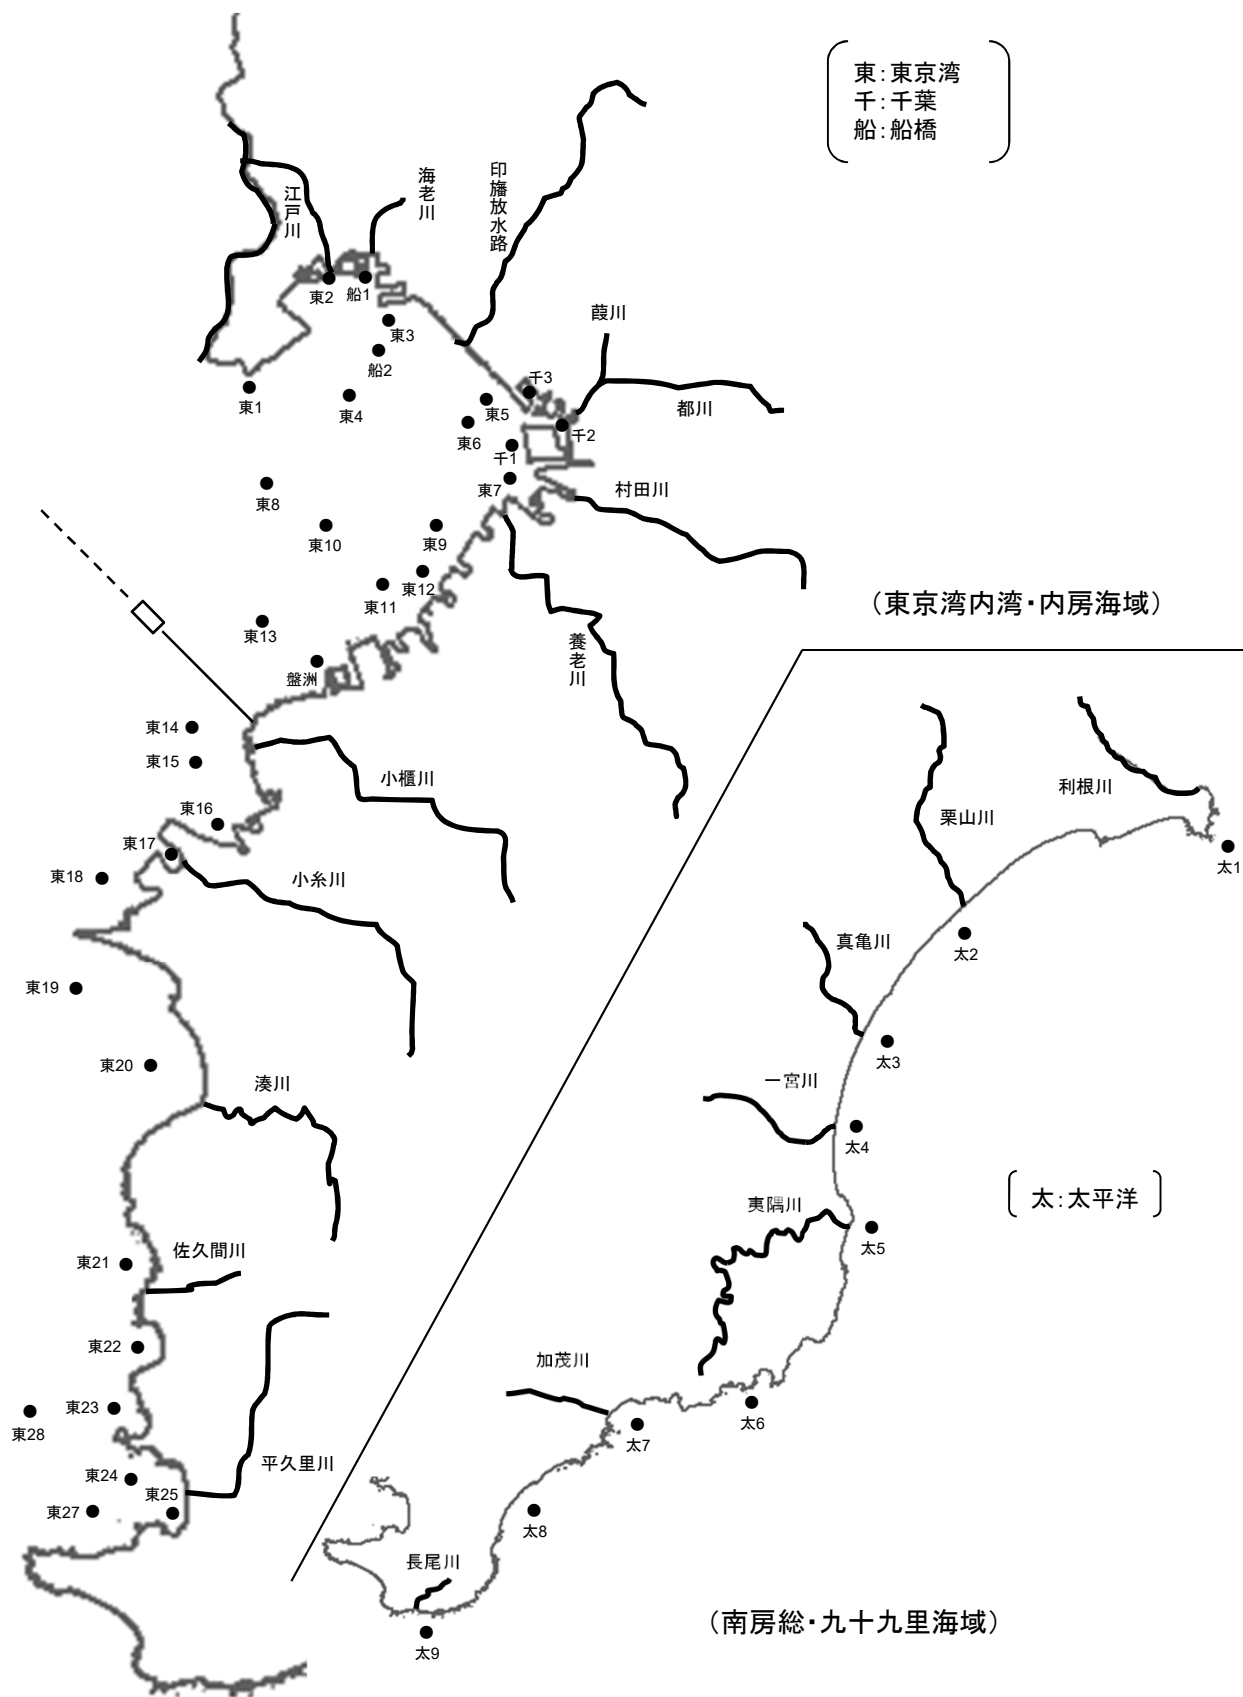 東：東京湾
千：千葉
船：船橋
江戸川
海老川
印旛放水路
東2
船1
東3
船2
東1
東4
葭川
千3
東5
都川
東6
千2
千1
東7
村田川
東8
東10
東9
東12
東11
（東京湾内湾・内房海域）
東13
養老川
盤洲
東14
東15
小櫃川
東16
東17
東18
小糸川
東19
東20
湊川
東21
佐久間川
東22
東23
東28
平久里川
東24
東25
東27
利根川
栗山川
太1
真亀川
太2
太3
一宮川
太4
太：太平洋
夷隅川
太5
加茂川
太6
太7
太8
長尾川
（南房総・九十九里海域）
太9